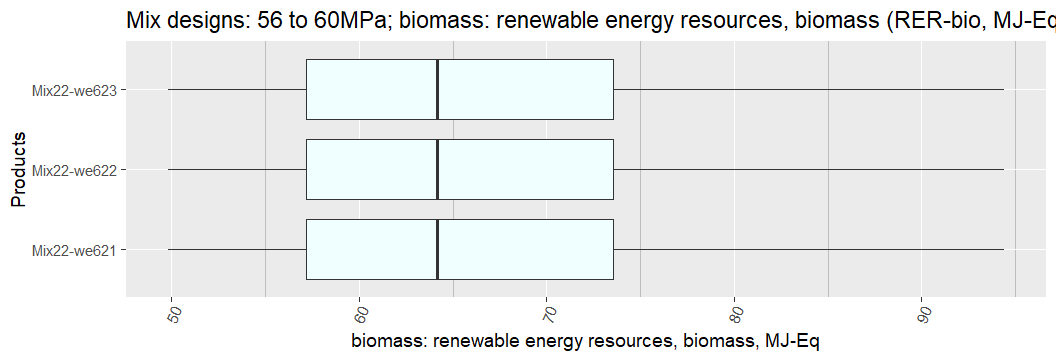 Mix designs: 56 to 60MPa; biomass: renewable energy resources, biomass (RER-bio, MJ-Eq
Products
Mix22-we623
Mix22-we622
Mix22-we621
50 60 70 80 90
biomass: renewable energy resources, biomass, MJ-Eq